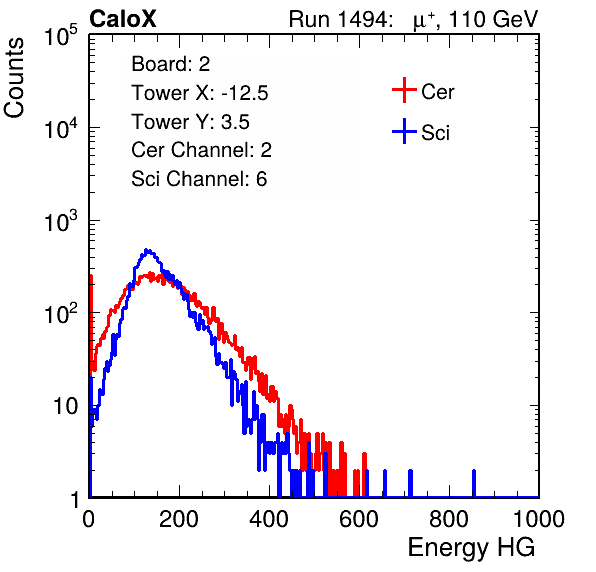 CaloX Run 1494: μ⁺, 110 GeV
Counts
10⁵
10⁴
10³
10²
10
1
Board: 2
Tower X: -12.5
Tower Y: 3.5
Cer Channel: 2
Sci Channel: 6
Cer
Sci
0 200 400 600 800 1000
Energy HG